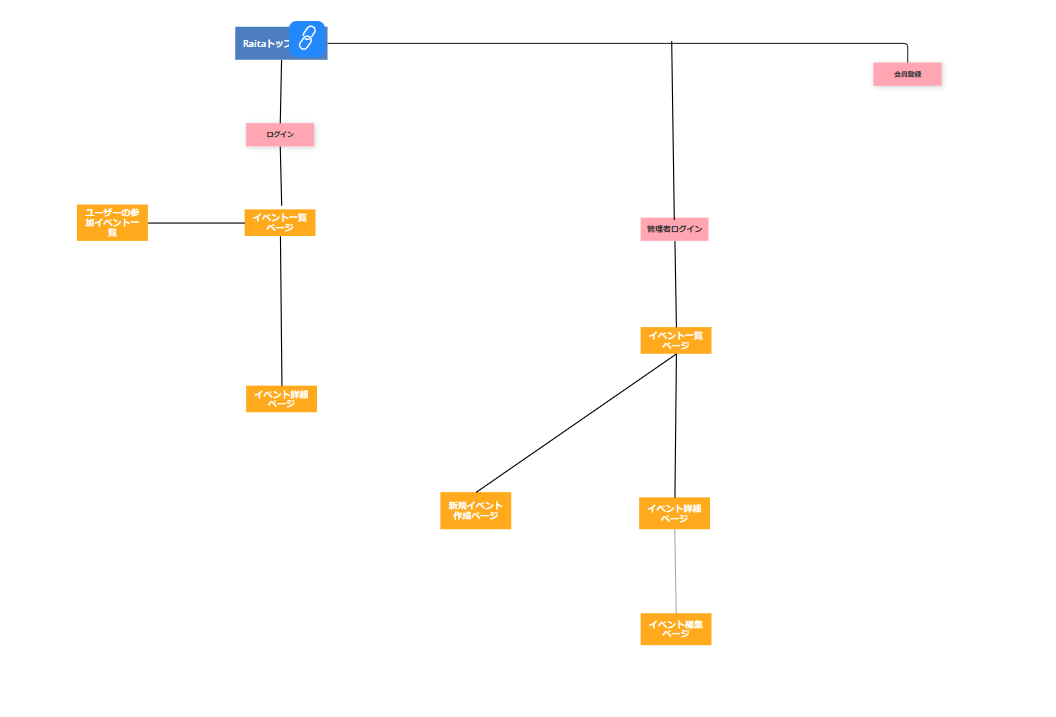 Raitaトップ
会員登録
ログイン
ユーザーの参
加イベント一
覧
イベント一覧
ページ
管理者ログイン
イベント一覧
ページ
イベント詳細
ページ
新規イベント
作成ページ
イベント詳細
ページ
イベント編集
ページ